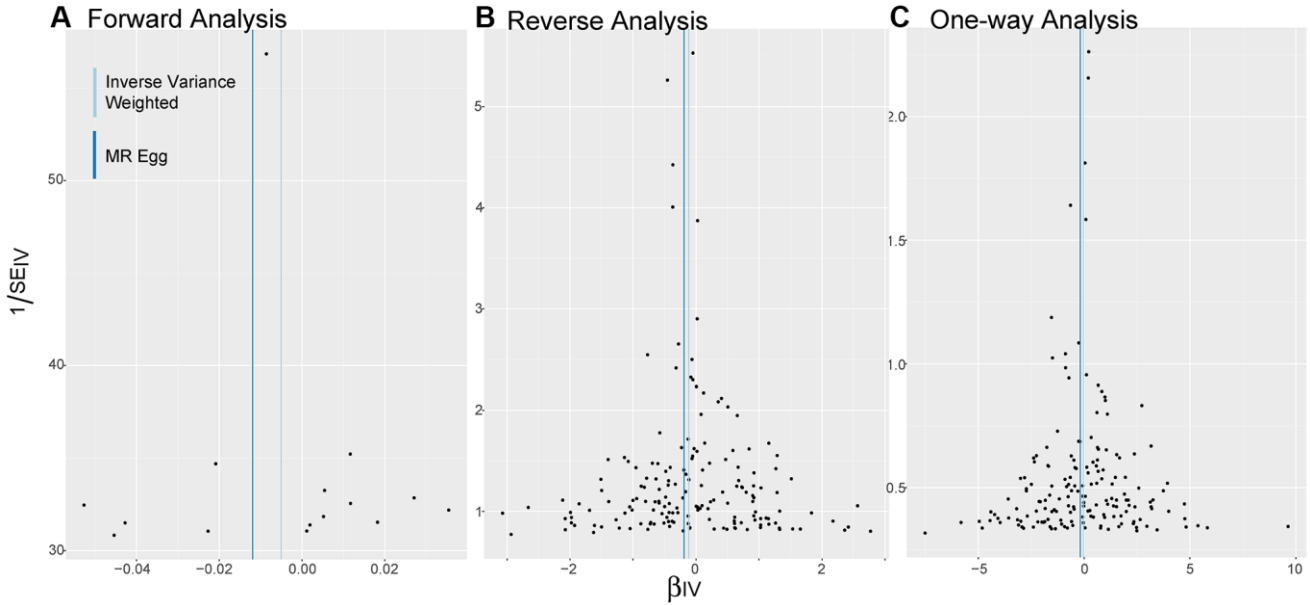 A Forward Analysis
B Reverse Analysis
C One-way Analysis
Inverse Variance
Weighted
MR Egg
1/SEIV
50
40
30
−0.04
−0.02
0.00
0.02
5
4
3
2
1
−2
0
2
2.0
1.5
1.0
0.5
−5
0
5
10
βIV